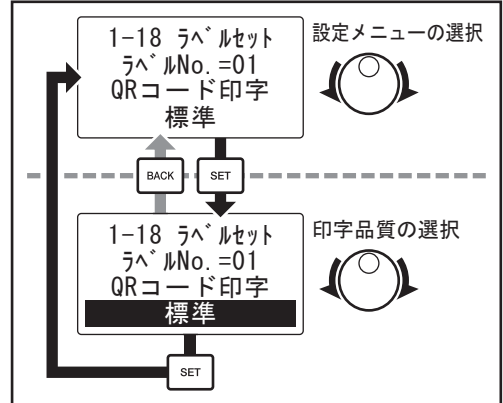 1-18 ﾗﾍﾞﾙｾｯﾄ
ﾗﾍﾞﾙNo.=01
QRコード印字
標準
設定メニューの選択
BACK
SET
1-18 ﾗﾍﾞﾙｾｯﾄ
ﾗﾍﾞﾙNo.=01
QRコード印字
標準
印字品質の選択
SET